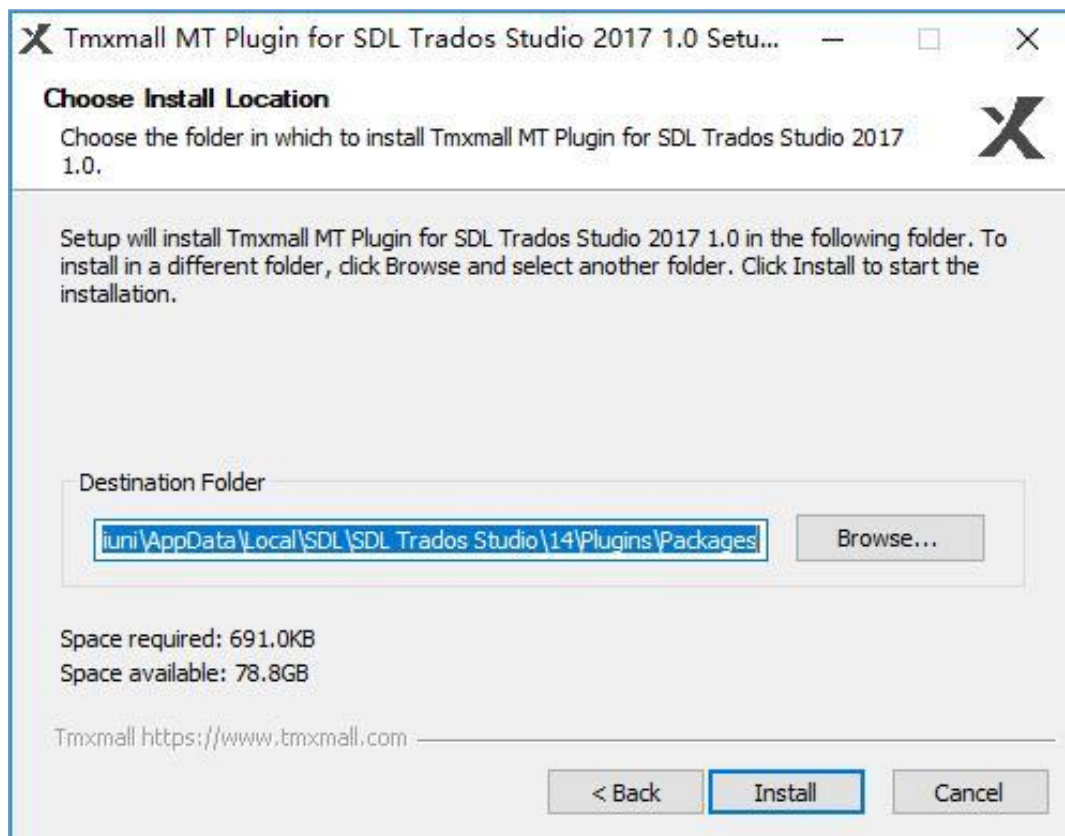 Tmxmall MT Plugin for SDL Trados Studio 2017 1.0 Setu...
Choose Install Location
Choose the folder in which to install Tmxmall MT Plugin for SDL Trados Studio 2017
1.0.
Setup will install Tmxmall MT Plugin for SDL Trados Studio 2017 1.0 in the following folder. To
install in a different folder, click Browse and select another folder. Click Install to start the
installation.
Destination Folder
iuni\AppData\Local\SDL\SDL Trados Studio\14\Plugins\Packages
Browse...
Space required: 691.0KB
Space available: 78.8GB
Tmxmall https://www.tmxmall.com
< Back
Install
Cancel